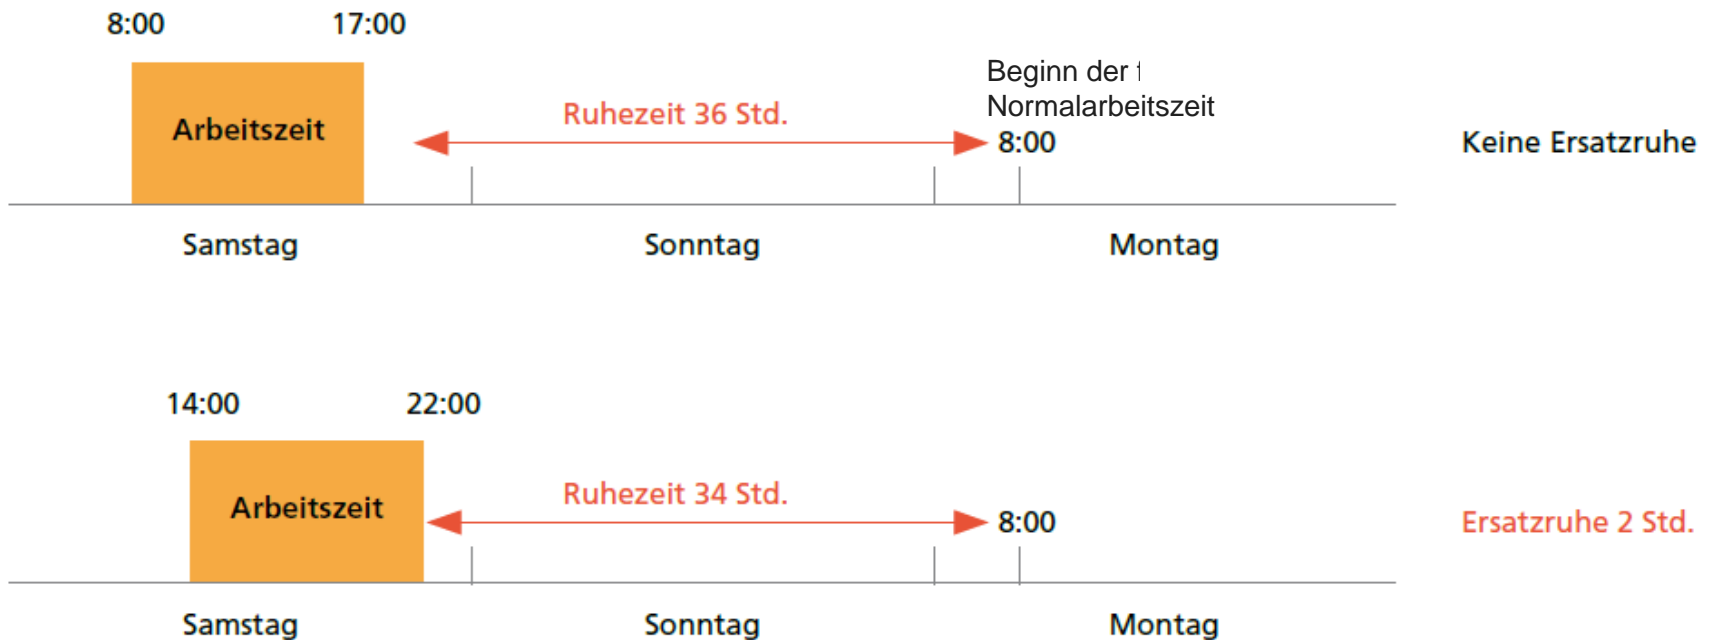 8:00 17:00
Beginn der
Normalarbeitszeit
Ruhezeit 36 Std.
Arbeitszeit
8:00
Keine Ersatzruhe
Samstag Sonntag Montag
14:00 22:00
Ruhezeit 34 Std.
Arbeitszeit
8:00
Ersatzruhe 2 Std.
Samstag Sonntag Montag